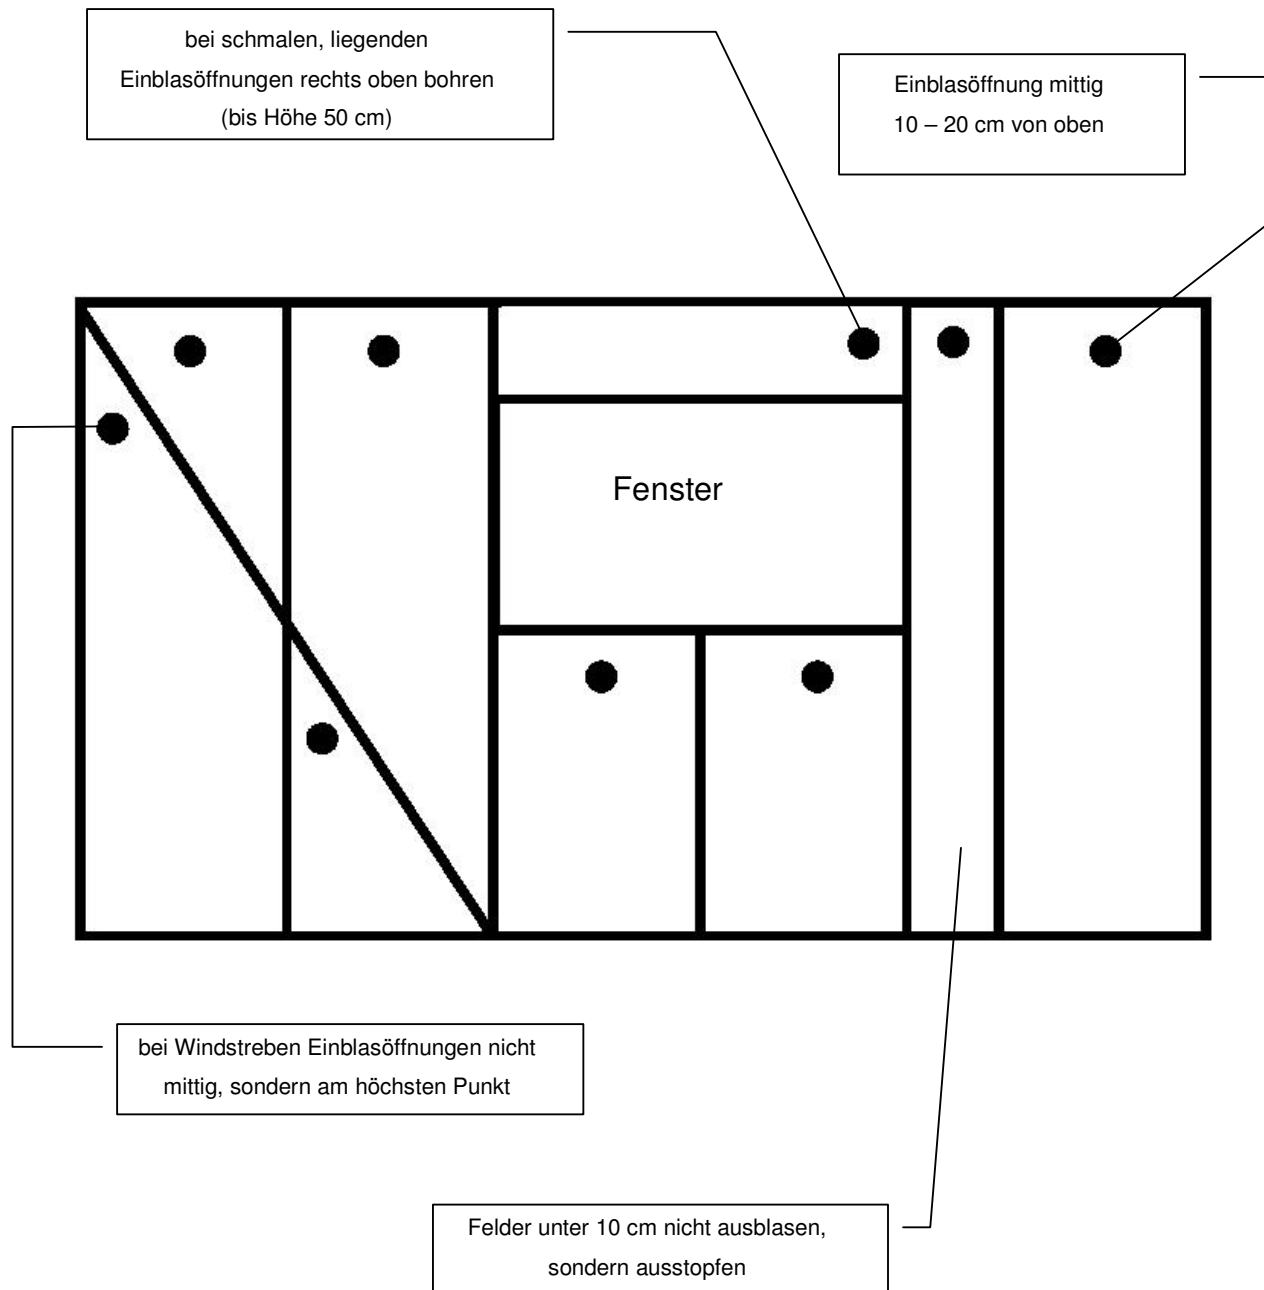 bei schmalen, liegenden
Einblasöffnungen rechts oben bohren
(bis Höhe 50 cm)
Einblasöffnung mittig
10 – 20 cm von oben
Fenster
bei Windstreben Einblasöffnungen nicht
mittig, sondern am höchsten Punkt
Felder unter 10 cm nicht ausblasen,
sondern ausstopfen